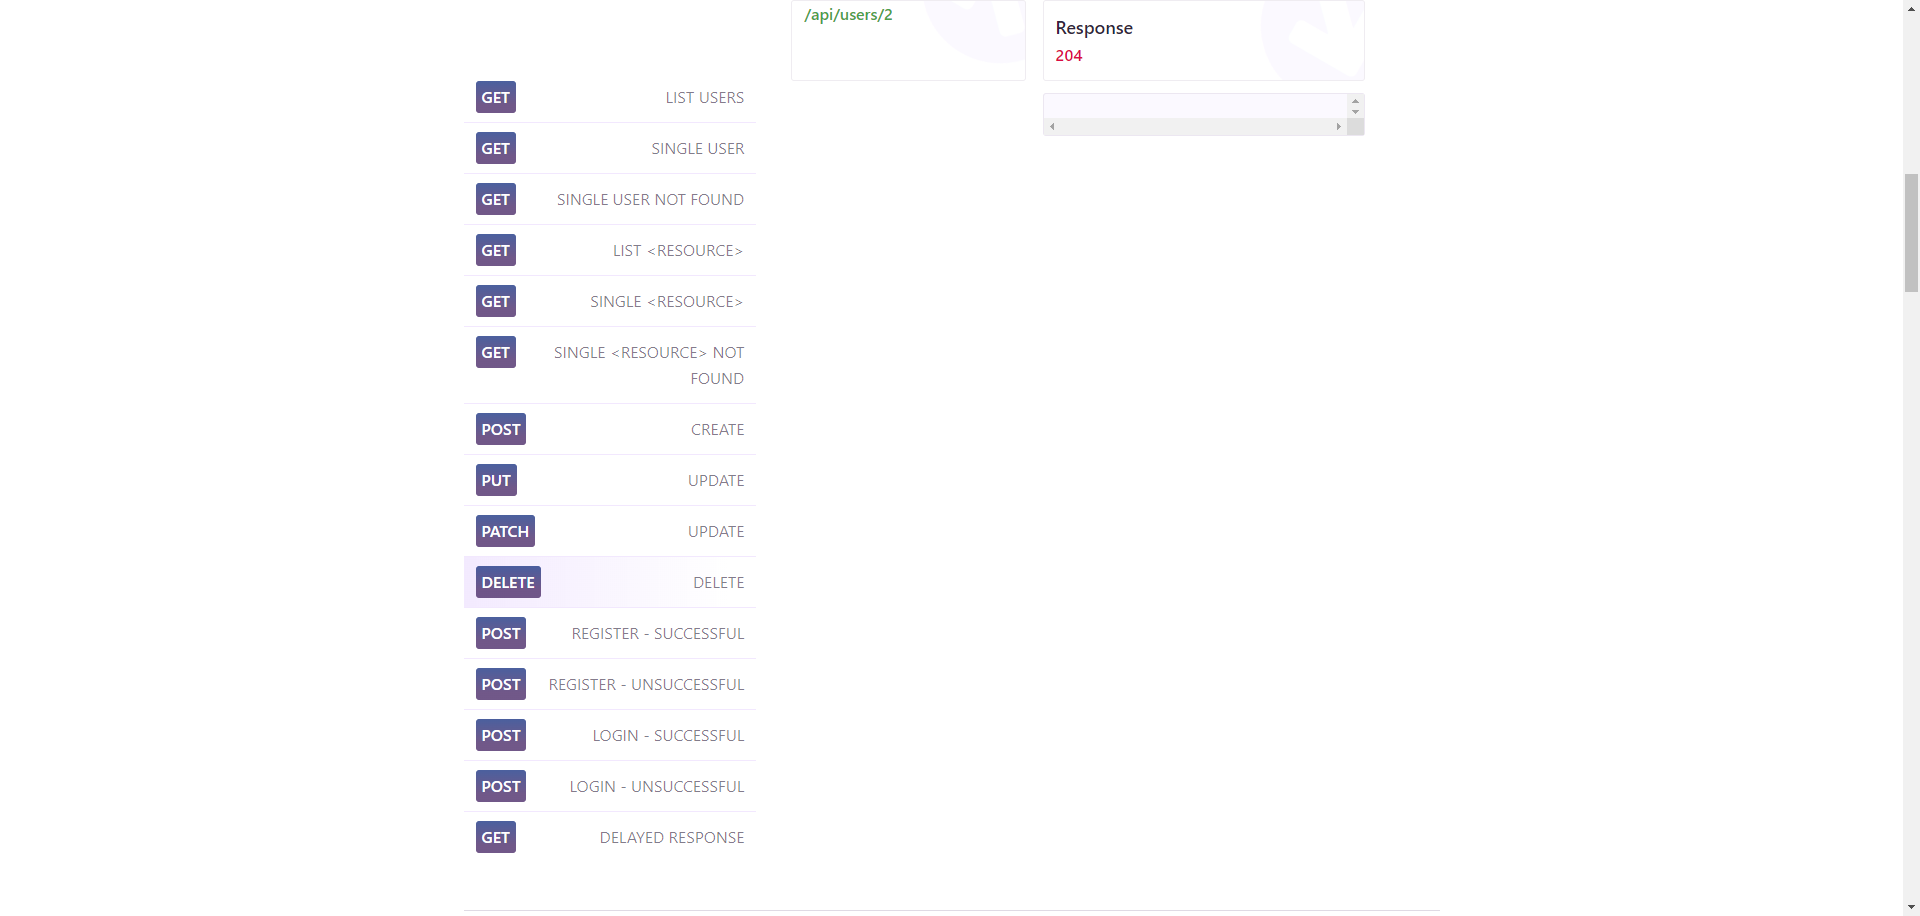 /api/users/2
Response
204
GET LIST USERS
GET SINGLE USER
GET SINGLE USER NOT FOUND
GET LIST <RESOURCE>
GET SINGLE <RESOURCE>
GET SINGLE <RESOURCE> NOT
FOUND
POST CREATE
PUT UPDATE
PATCH UPDATE
DELETE DELETE
POST REGISTER - SUCCESSFUL
POST REGISTER - UNSUCCESSFUL
POST LOGIN - SUCCESSFUL
POST LOGIN - UNSUCCESSFUL
GET DELAYED RESPONSE